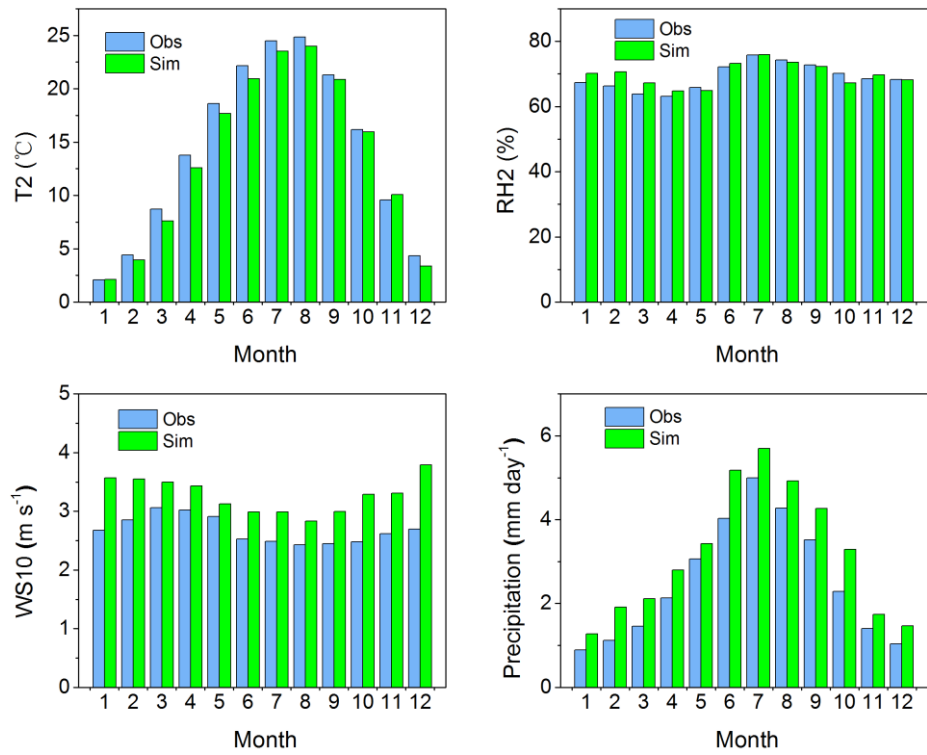 T2 (℃)
25
20
15
10
5
0
Obs
Sim
1 2 3 4 5 6 7 8 9 10 11 12
Month
RH2 (%)
80
60
40
20
0
Obs
Sim
1 2 3 4 5 6 7 8 9 10 11 12
Month
WS10 (m s⁻¹)
5
4
3
2
1
0
Obs
Sim
1 2 3 4 5 6 7 8 9 10 11 12
Month
Precipitation (mm day⁻¹)
6
4
2
0
Obs
Sim
1 2 3 4 5 6 7 8 9 10 11 12
Month